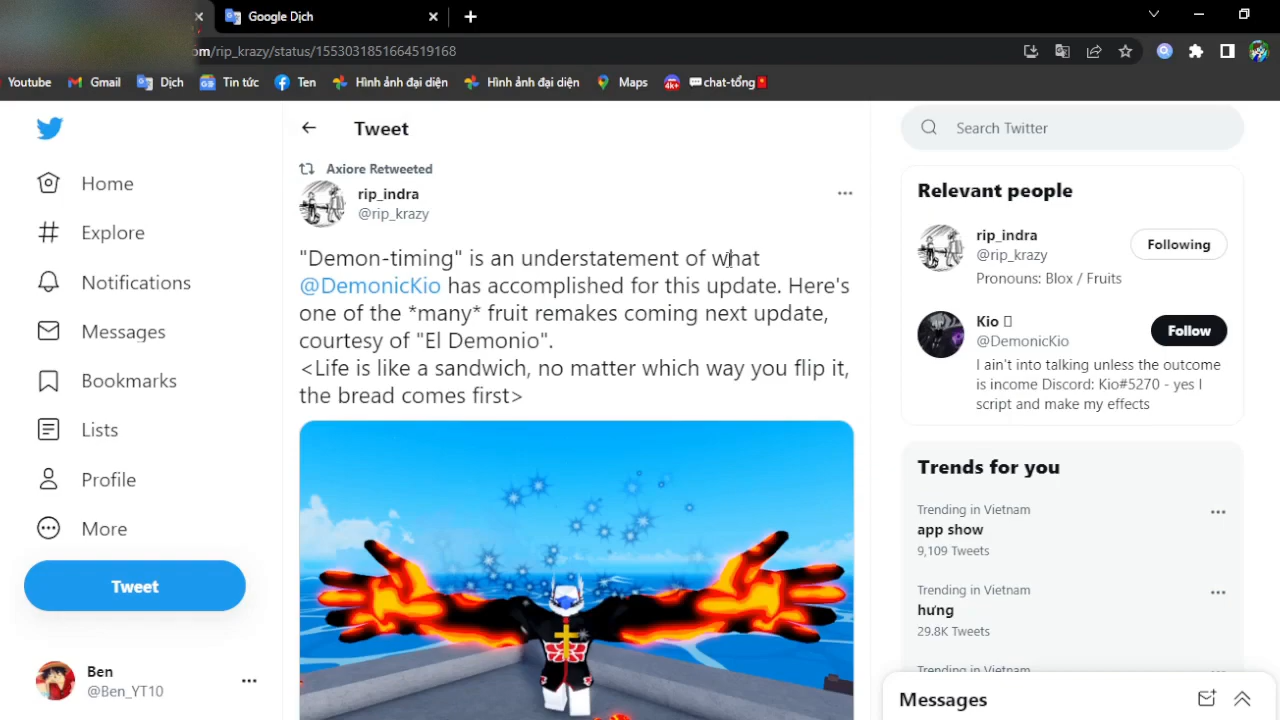 Google Dịch
om/rip_krazy/status/1553031851664519168
Youtube Gmail Dịch Tin tức Ten Hình ảnh đại diện Hình ảnh đại diện Maps 4K+ chat-tổng
Tweet
Search Twitter
Axiore Retweeted
rip_indra
@rip_krazy
"Demon-timing" is an understatement of what
@DemonicKio has accomplished for this update. Here's
one of the *many* fruit remakes coming next update,
courtesy of "El Demonio".
<Life is like a sandwich, no matter which way you flip it,
the bread comes first>
Home
Explore
Notifications
Messages
Bookmarks
Lists
Profile
More
Tweet
Ben
@Ben_YT10
Relevant people
rip_indra
@rip_krazy
Following
Pronouns: Blox / Fruits
Kio
@DemonicKio
Follow
I ain't into talking unless the outcome
is income Discord: Kio#5270 - yes I
script and make my effects
Trends for you
Trending in Vietnam
app show
9,109 Tweets
Trending in Vietnam
hưng
29.8K Tweets
Trending in Vietnam
Messages